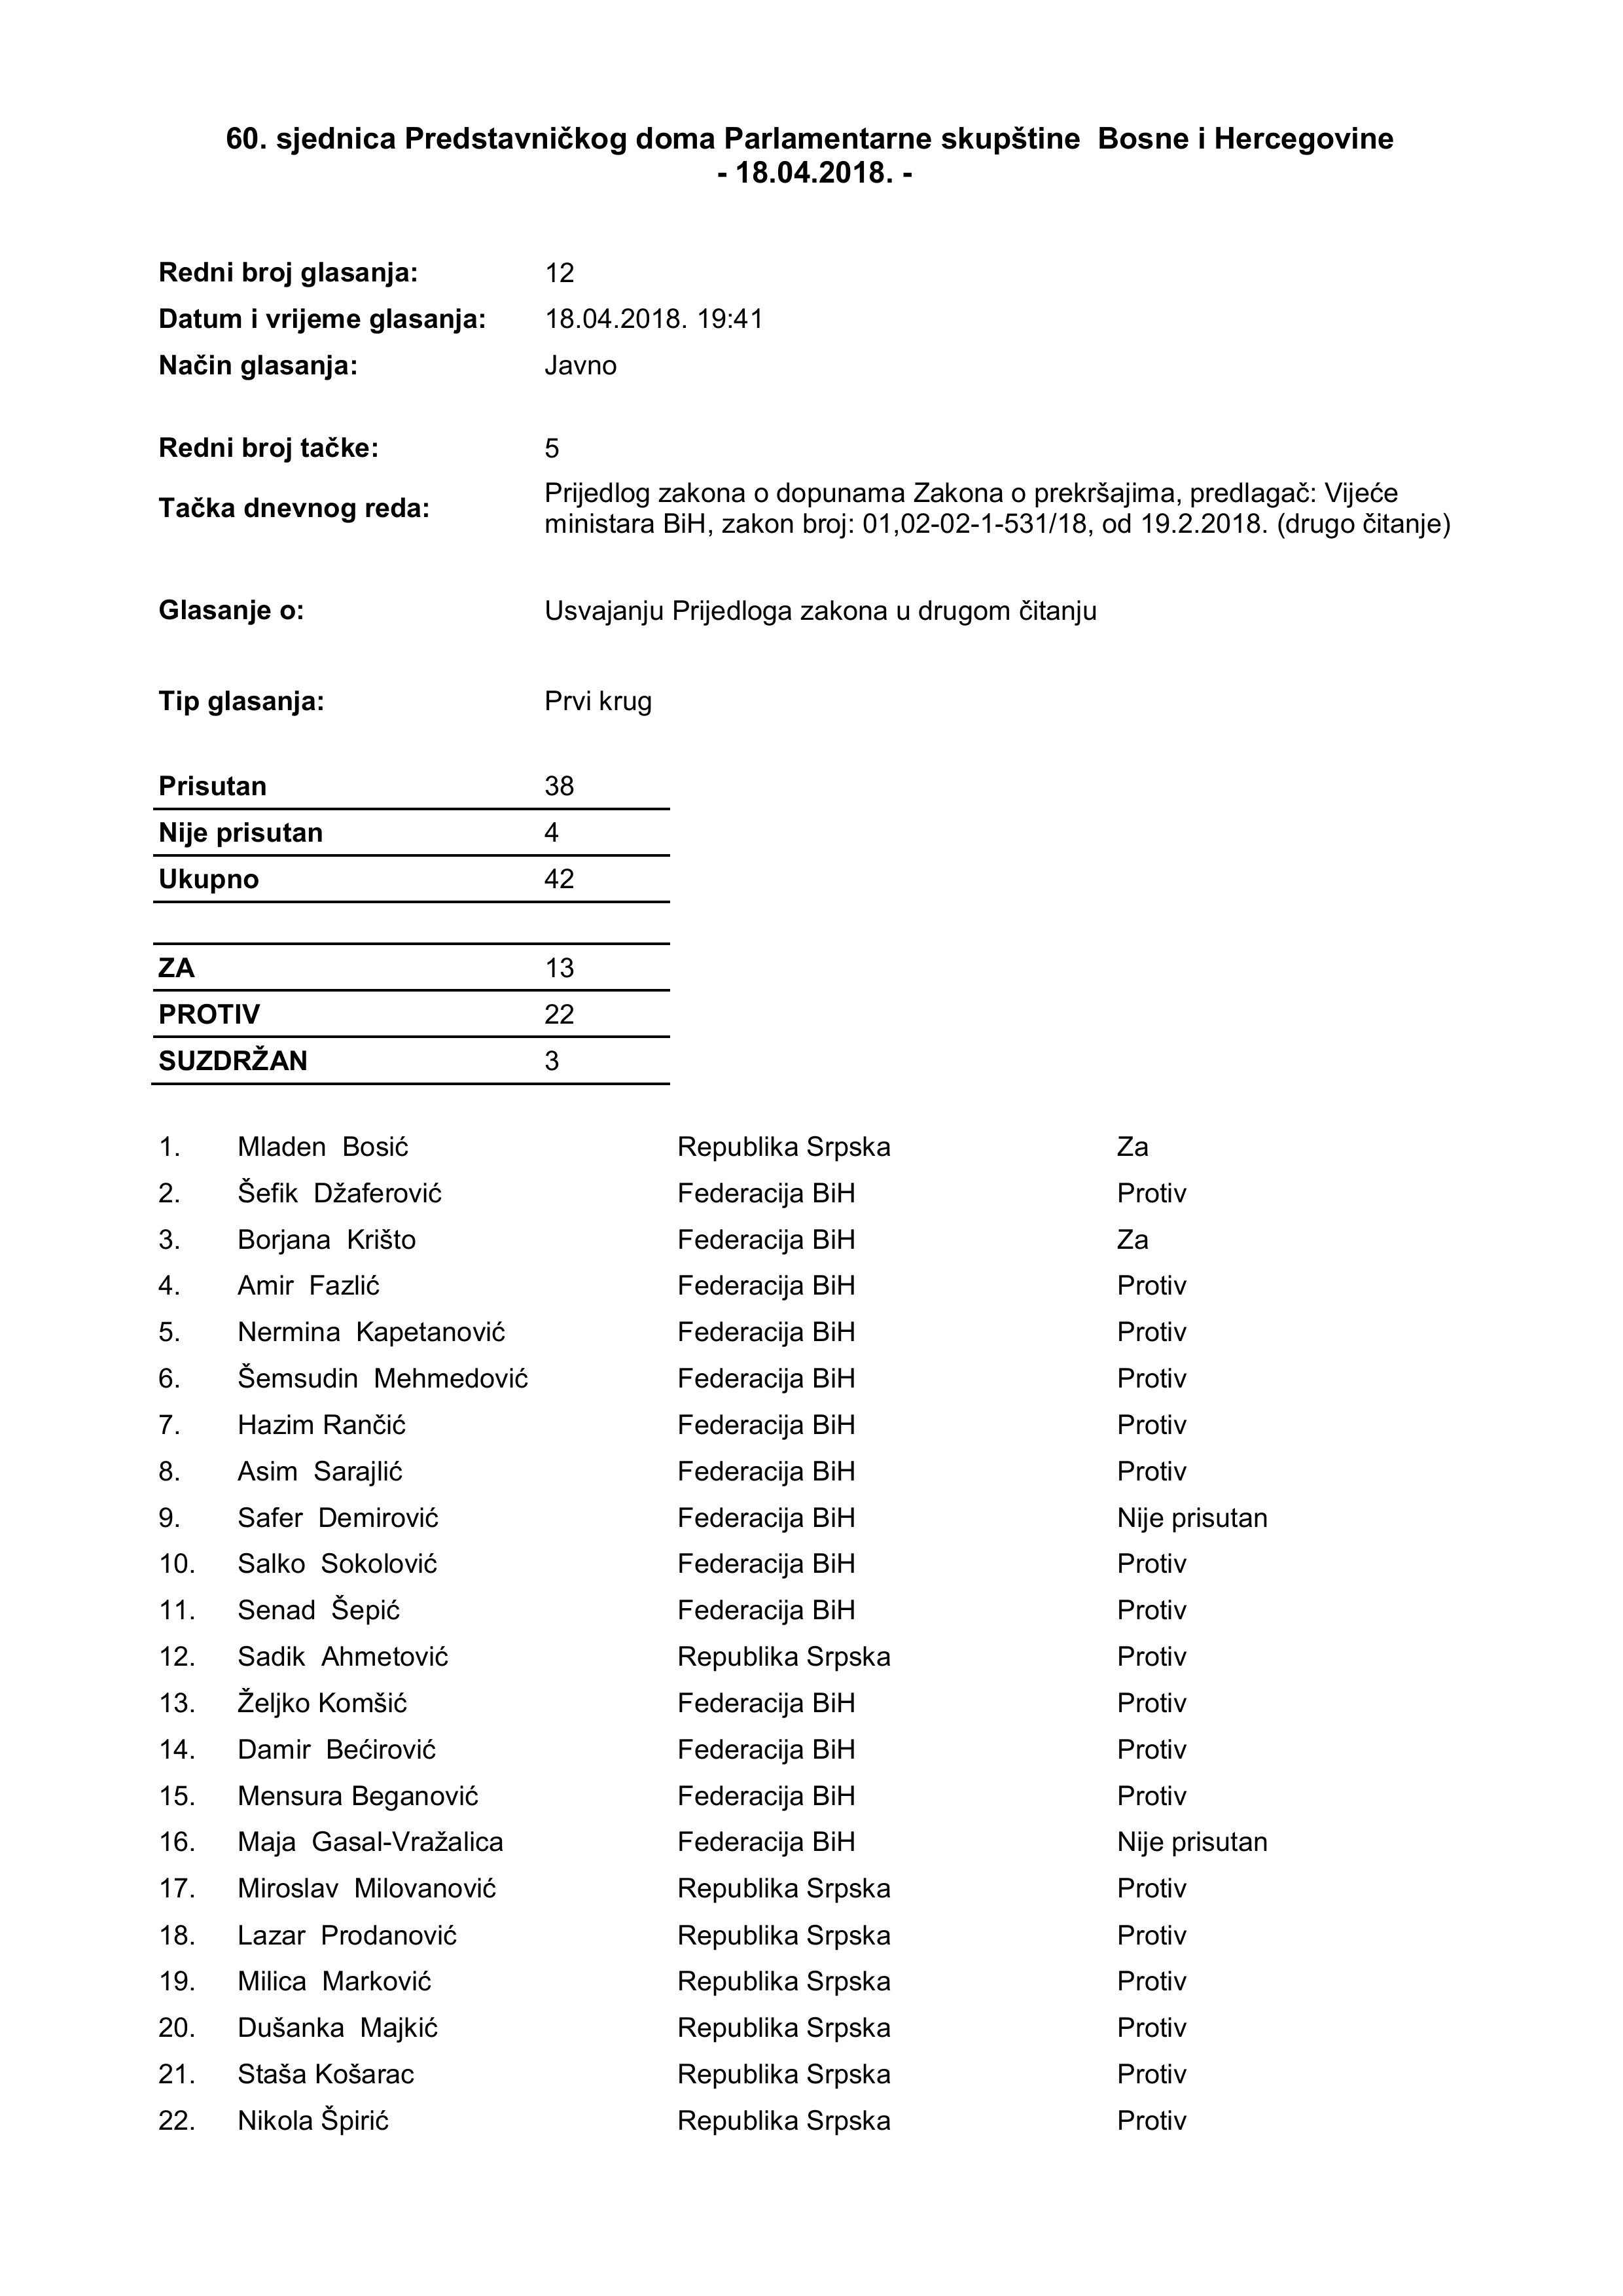 60. sjednica Predstavničkog doma Parlamentarne skupštine  Bosne i Hercegovine
- 18.04.2018. -
Redni broj glasanja: 12
Datum i vrijeme glasanja: 18.04.2018. 19:41
Način glasanja: Javno
Redni broj tačke: 5
Tačka dnevnog reda: Prijedlog zakona o dopunama Zakona o prekršajima, predlagač: Vijeće
ministara BiH, zakon broj: 01,02-02-1-531/18, od 19.2.2018. (drugo čitanje)
Glasanje o: Usvajanju Prijedloga zakona u drugom čitanju
Tip glasanja: Prvi krug
Prisutan 38
Nije prisutan 4
Ukupno 42
ZA 13
PROTIV 22
SUZDRŽAN 3
1. Mladen  Bosić Republika Srpska Za
2. Šefik  Džaferović Federacija BiH Protiv
3. Borjana  Krišto Federacija BiH Za
4. Amir  Fazlić Federacija BiH Protiv
5. Nermina  Kapetanović Federacija BiH Protiv
6. Šemsudin  Mehmedović Federacija BiH Protiv
7. Hazim Rančić Federacija BiH Protiv
8. Asim  Sarajlić Federacija BiH Protiv
9. Safer  Demirović Federacija BiH Nije prisutan
10. Salko  Sokolović Federacija BiH Protiv
11. Senad  Šepić Federacija BiH Protiv
12. Sadik  Ahmetović Republika Srpska Protiv
13. Željko Komšić Federacija BiH Protiv
14. Damir  Bećirović Federacija BiH Protiv
15. Mensura Beganović Federacija BiH Protiv
16. Maja  Gasal-Vražalica Federacija BiH Nije prisutan
17. Miroslav  Milovanović Republika Srpska Protiv
18. Lazar  Prodanović Republika Srpska Protiv
19. Milica  Marković Republika Srpska Protiv
20. Dušanka  Majkić Republika Srpska Protiv
21. Staša Košarac Republika Srpska Protiv
22. Nikola Špirić Republika Srpska Protiv